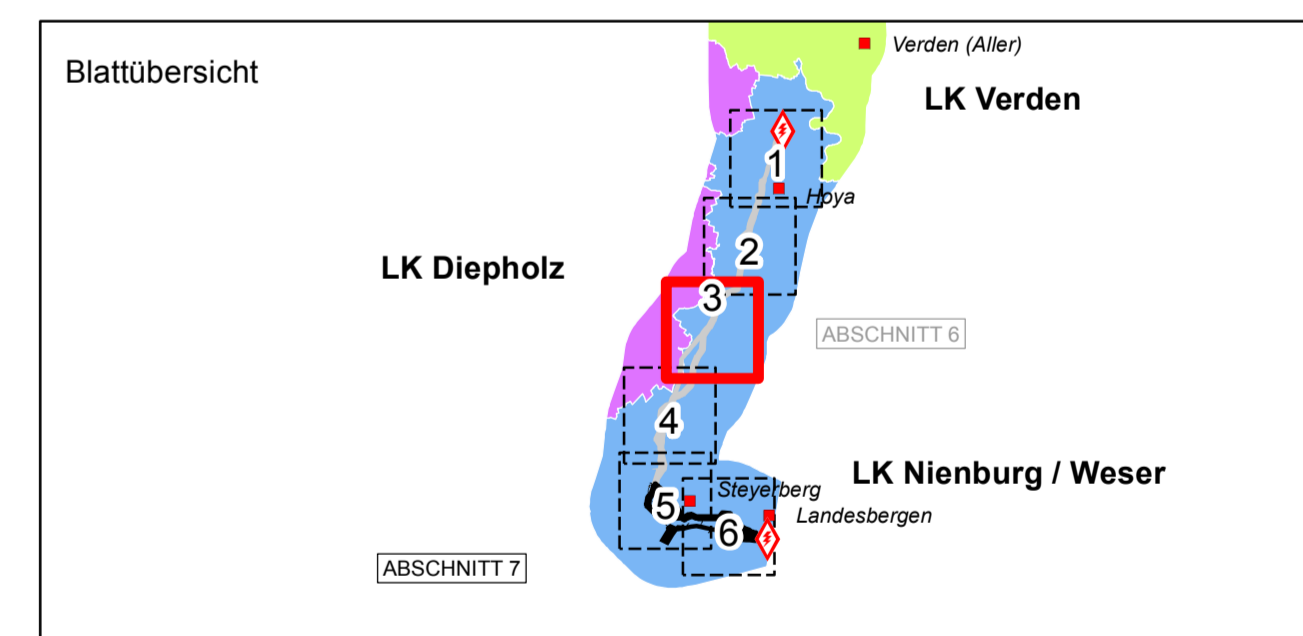 Blattübersicht
Verden (Aller)
LK Verden
1
Hoya
2
LK Diepholz
3
ABSCHNITT 6
4
LK Nienburg / Weser
Steyerberg
5
Landesbergen
6
ABSCHNITT 7